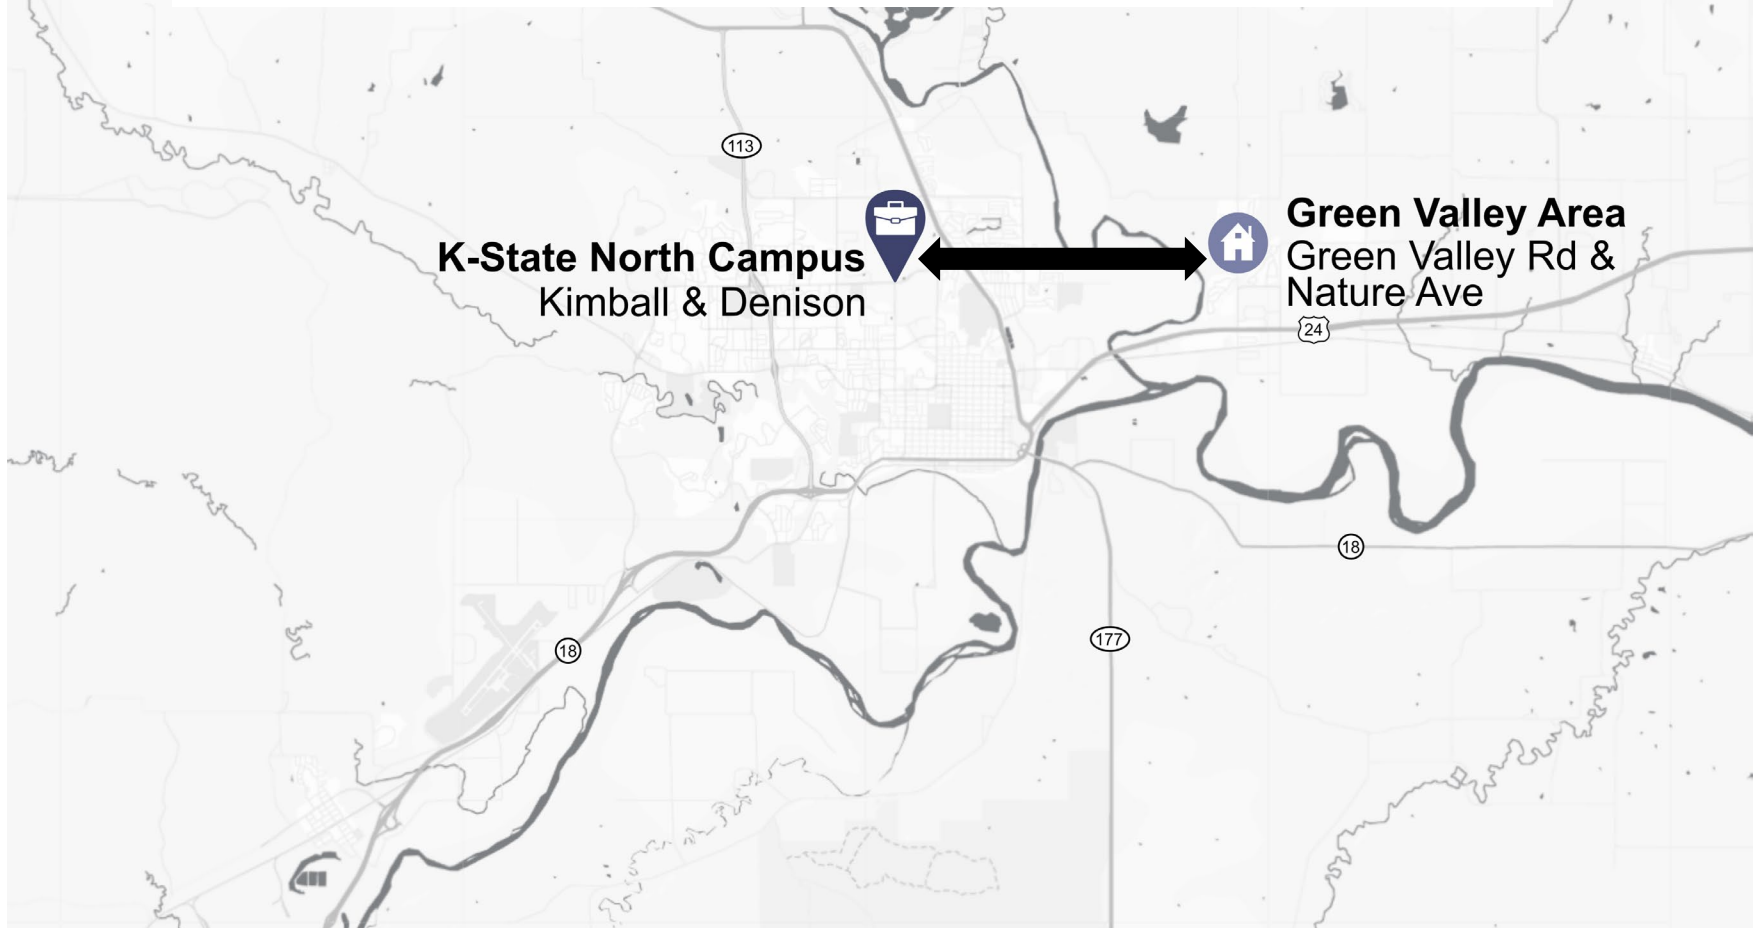 113
K-State North Campus
Kimball & Denison
Green Valley Area
Green Valley Rd &
Nature Ave
24
18
177
18